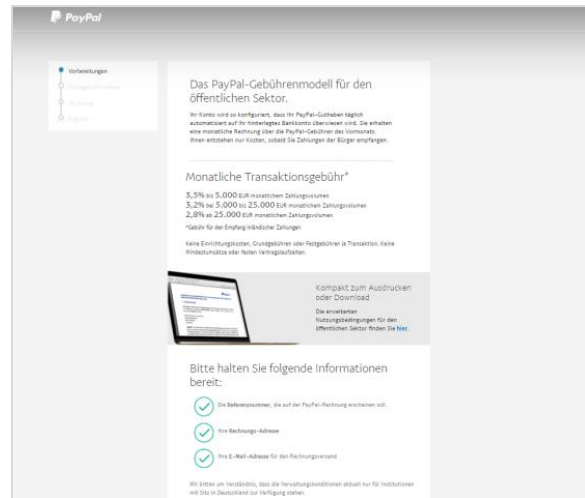 PayPal
Vorbereitungen
Das PayPal-Gebührenmodell für den
öffentlichen Sektor.
Ihr Konto wird so konfiguriert, dass Ihr PayPal-Guthaben täglich
automatisiert auf Ihr hinterlegtes Bankkonto überwiesen wird. Sie erhalten
eine monatliche Rechnung über die PayPal-Gebühren des Vormonats.
Ihnen entstehen nur Kosten, sobald Sie Zahlungen der Bürger empfangen.
Monatliche Transaktionsgebühr*
3,5% bis 5.000 EUR monatlichem Zahlungsvolumen
3,2% bei 5.000 bis 25.000 EUR monatlichem Zahlungsvolumen
2,8% ab 25.000 EUR monatlichem Zahlungsvolumen
*Gebühr für den Empfang inländischer Zahlungen
Keine Einrichtungskosten, Grundgebühren oder Festgebühren je Transaktion. Keine
Mindestumsätze oder festen Vertragslaufzeiten.
Kompakt zum Ausdrucken
oder Download
Die erweiterten
Nutzungsbedingungen für den
öffentlichen Sektor finden Sie hier.
Bitte halten Sie folgende Informationen
bereit:
Die Referenznummer, die auf der PayPal-Rechnung erscheinen soll.
Ihre Rechnungs-Adresse
Ihre E-Mail-Adresse für den Rechnungsversand
Wir bitten um Verständnis, dass die Verwaltungskonditionen aktuell nur für Institutionen
mit Sitz in Deutschland zur Verfügung stehen.